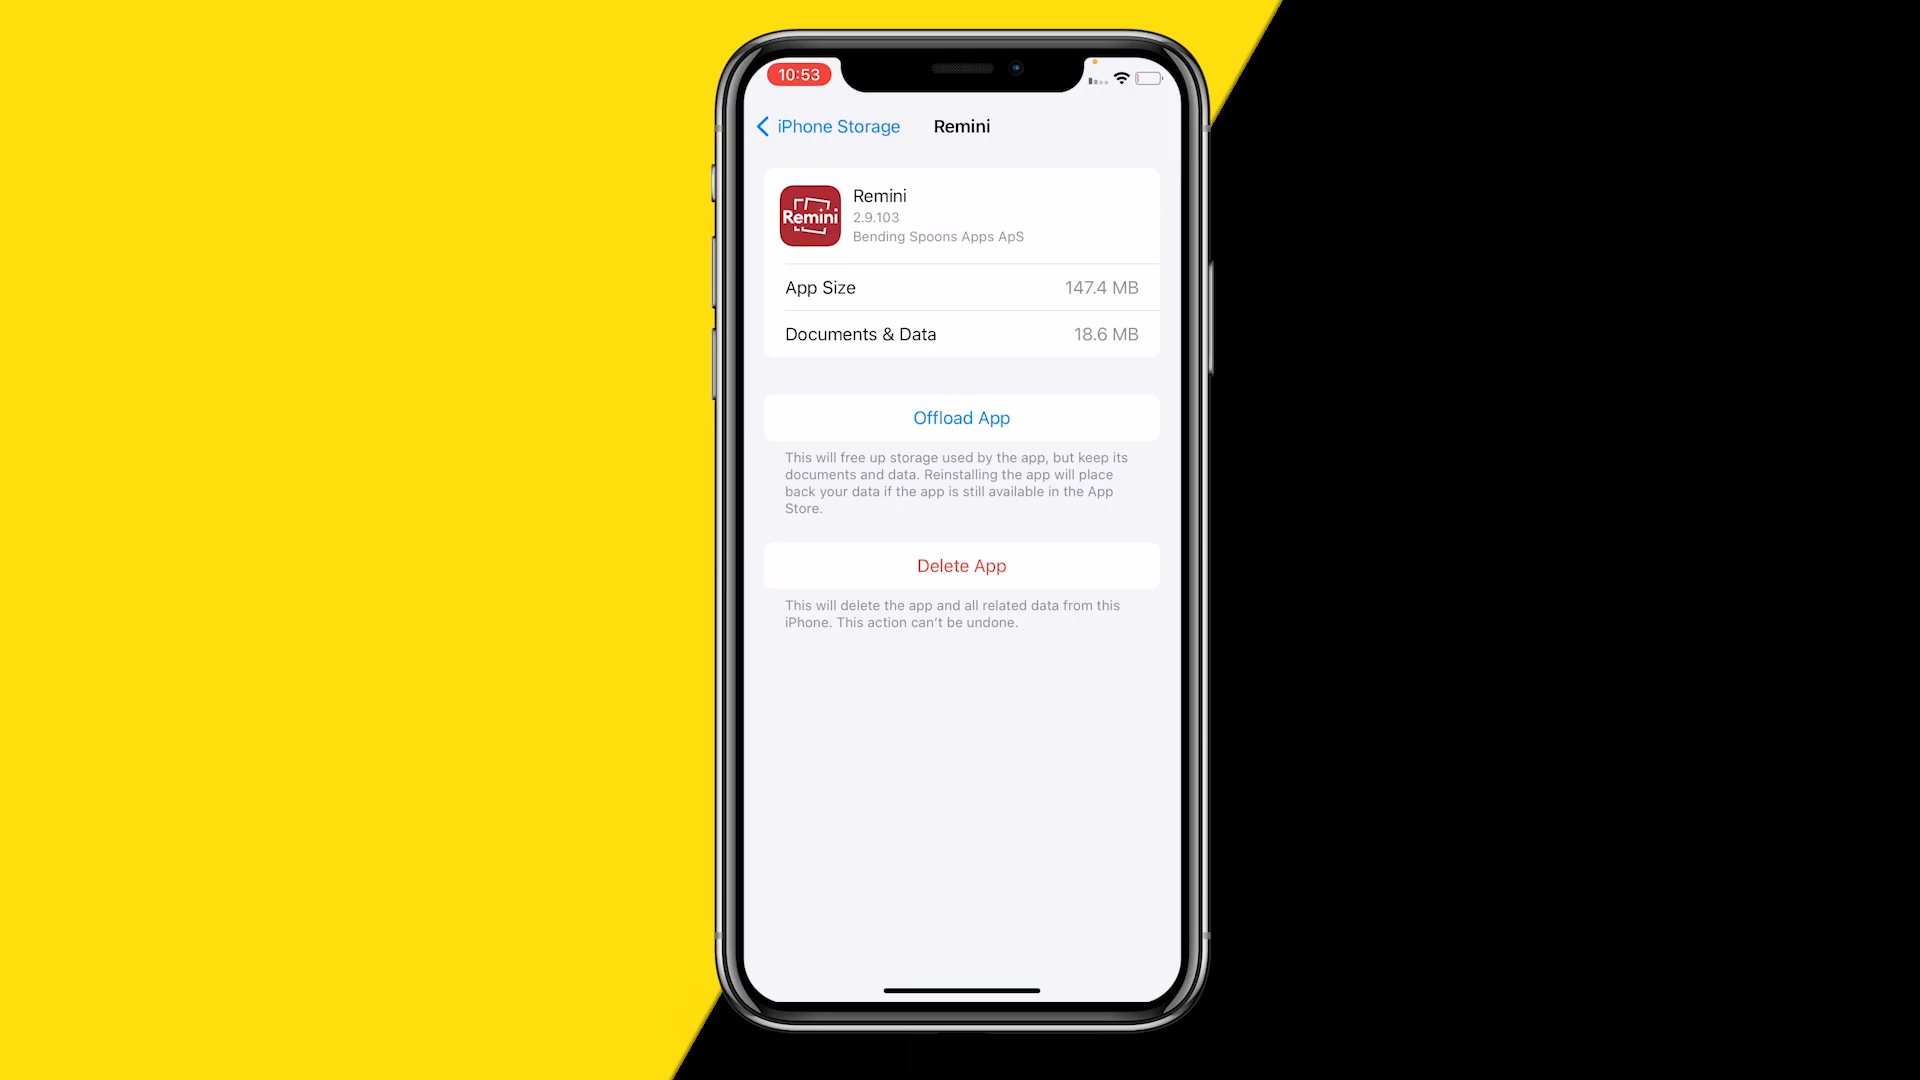 10:53
iPhone Storage
Remini
Remini
Remini
2.9.103
Bending Spoons Apps ApS
App Size
147.4 MB
Documents & Data
18.6 MB
Offload App
This will free up storage used by the app, but keep its
documents and data. Reinstalling the app will place
back your data if the app is still available in the App
Store.
Delete App
This will delete the app and all related data from this
iPhone. This action can't be undone.